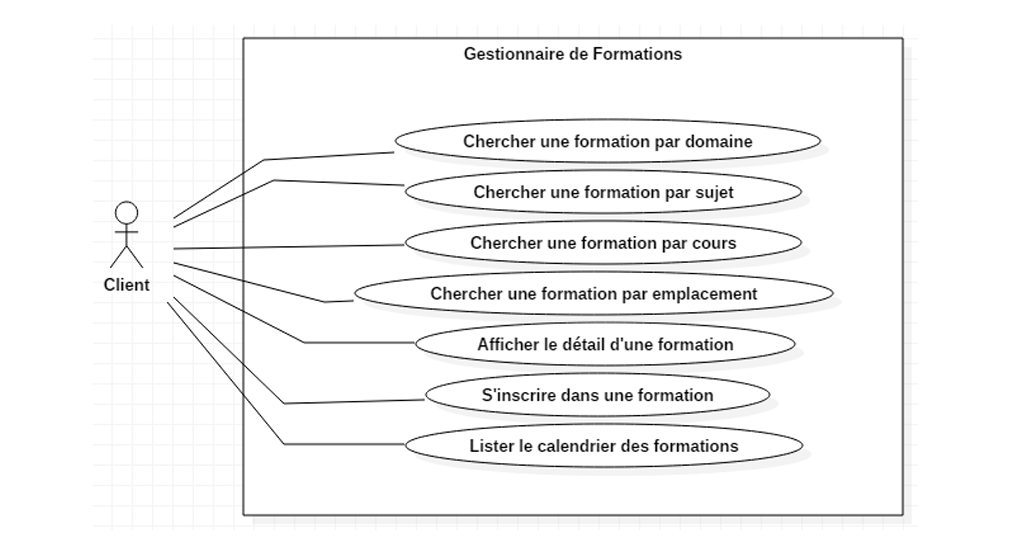 Gestionnaire de Formations
Chercher une formation par domaine
Chercher une formation par sujet
Chercher une formation par cours
Client
Chercher une formation par emplacement
Afficher le détail d'une formation
S'inscrire dans une formation
Lister le calendrier des formations